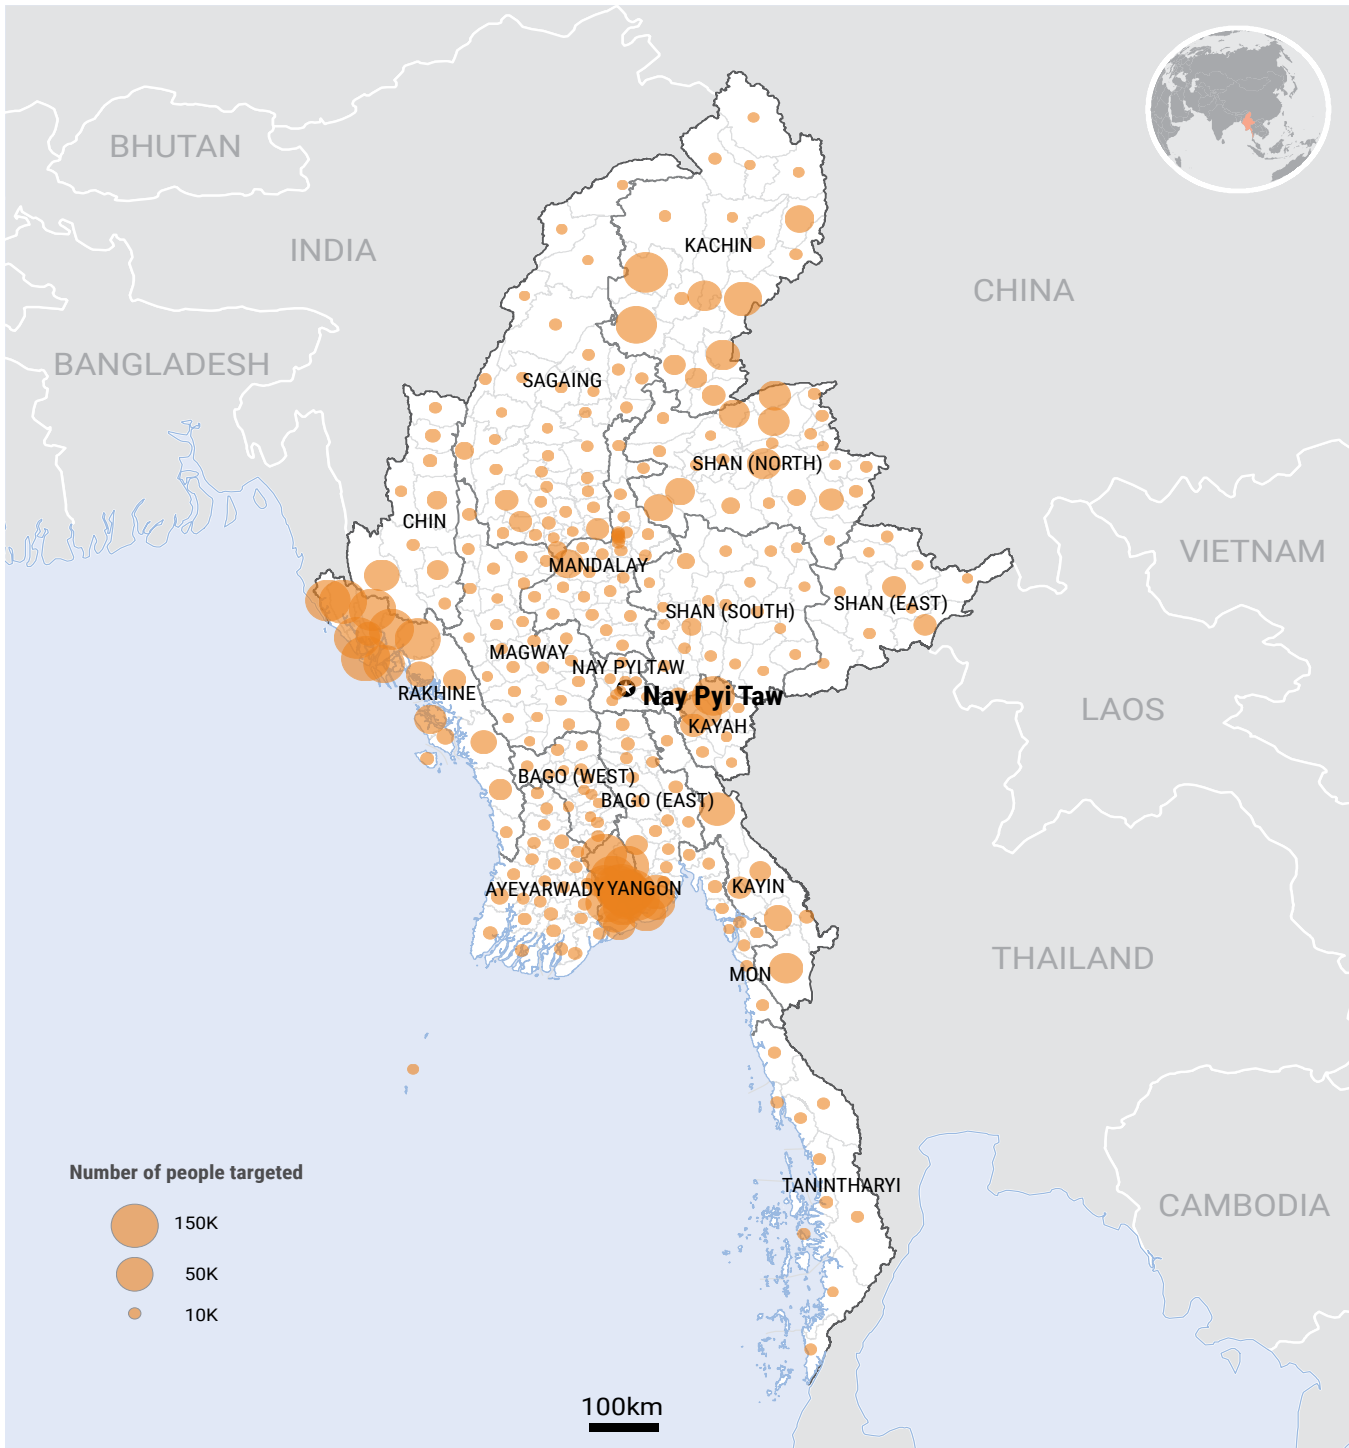 BHUTAN
INDIA
KACHIN
CHINA
BANGLADESH
SAGAING
SHAN (NORTH)
CHIN
VIETNAM
MANDALAY
SHAN (SOUTH)
SHAN (EAST)
MAGWAY
NAY PYI TAW
RAKHINE
Nay Pyi Taw
LAOS
KAYAH
BAGO (WEST)
BAGO (EAST)
AYEYARWADY
YANGON
KAYIN
THAILAND
MON
Number of people targeted
TANINTHARYI
CAMBODIA
150K
50K
10K
100km